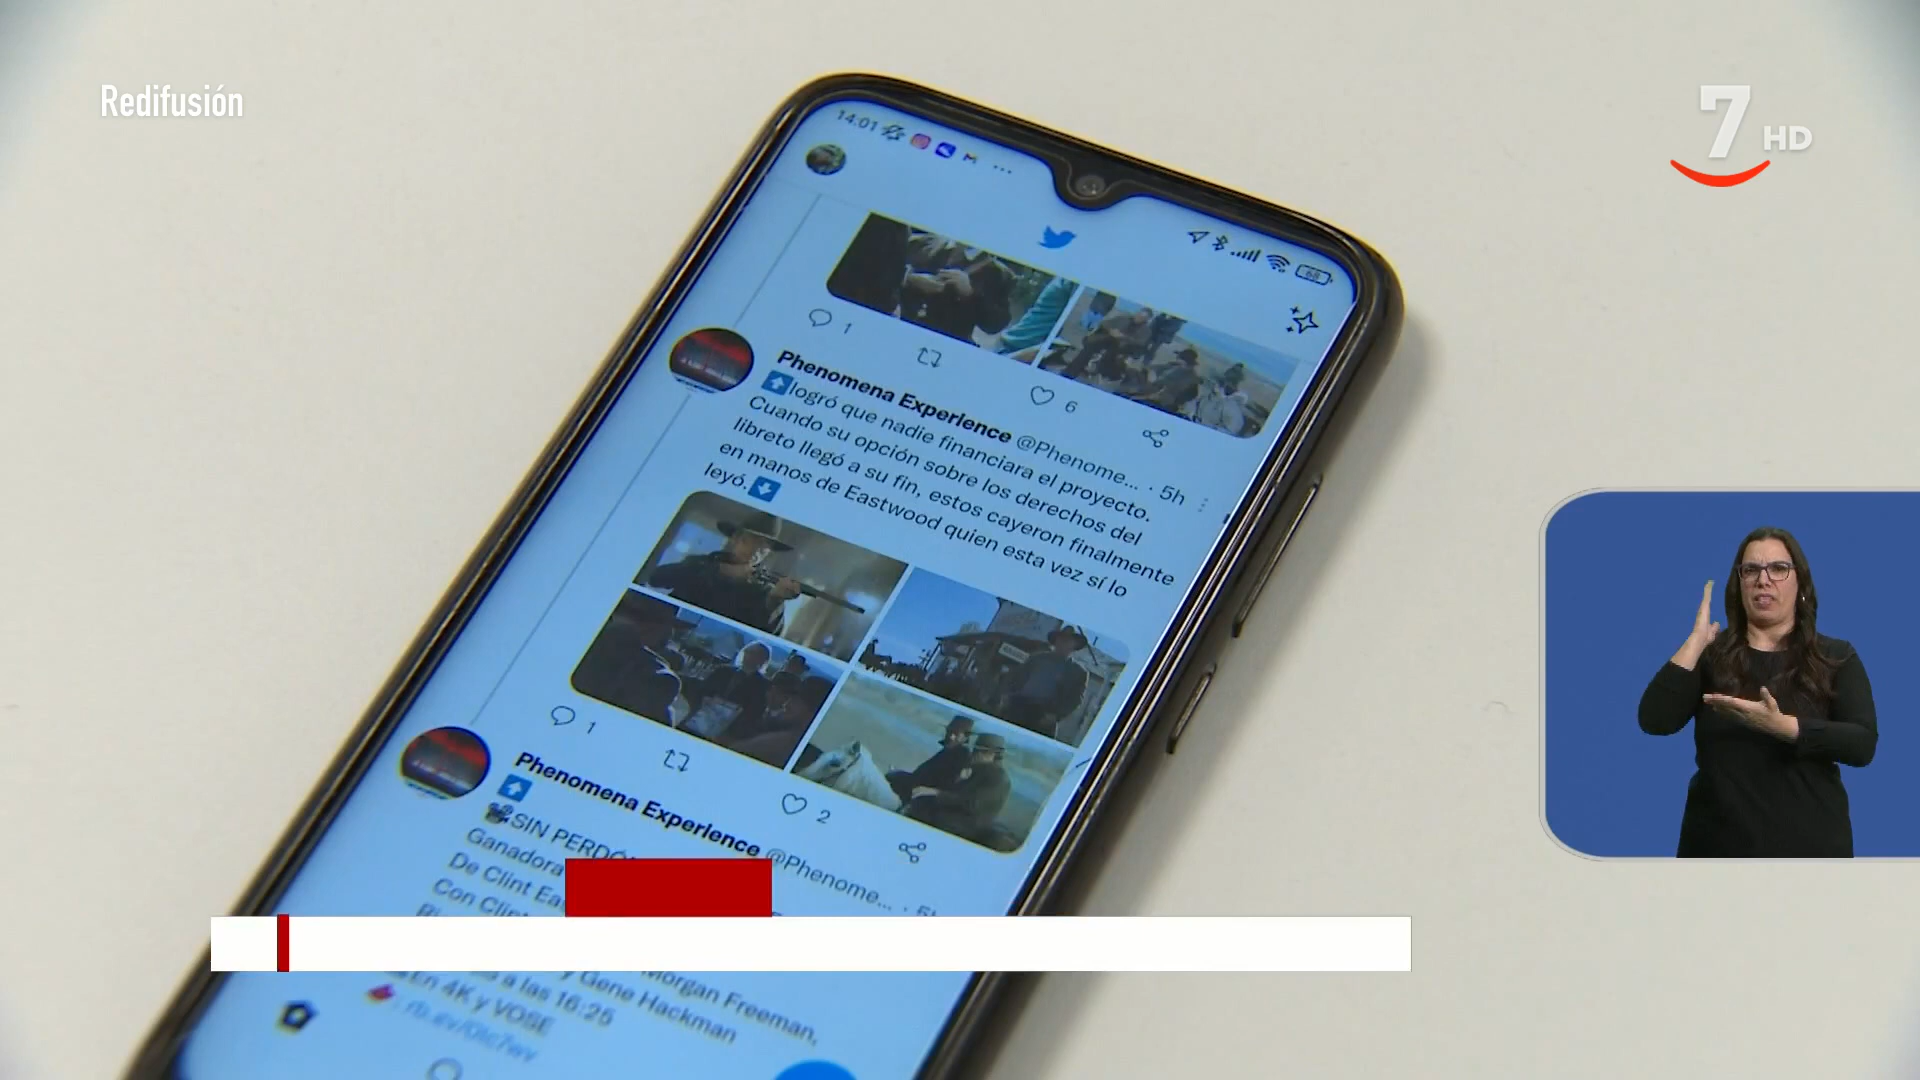 Redifusión
7 HD
14:01
68
1
6
Phenomena Experience @Phenome... · 5h
logró que nadie financiara el proyecto.
Cuando su opción sobre los derechos del
libreto llegó a su fin, estos cayeron finalmente
en manos de Eastwood quien esta vez sí lo
leyó.
1
2
Phenomena Experience @Phenome...
SIN PERDÓ
Ganadora
De Clint Ea
Con Clin
Morgan Freeman,
y Gene Hackman
a las 16:25
En 4K y VOSE